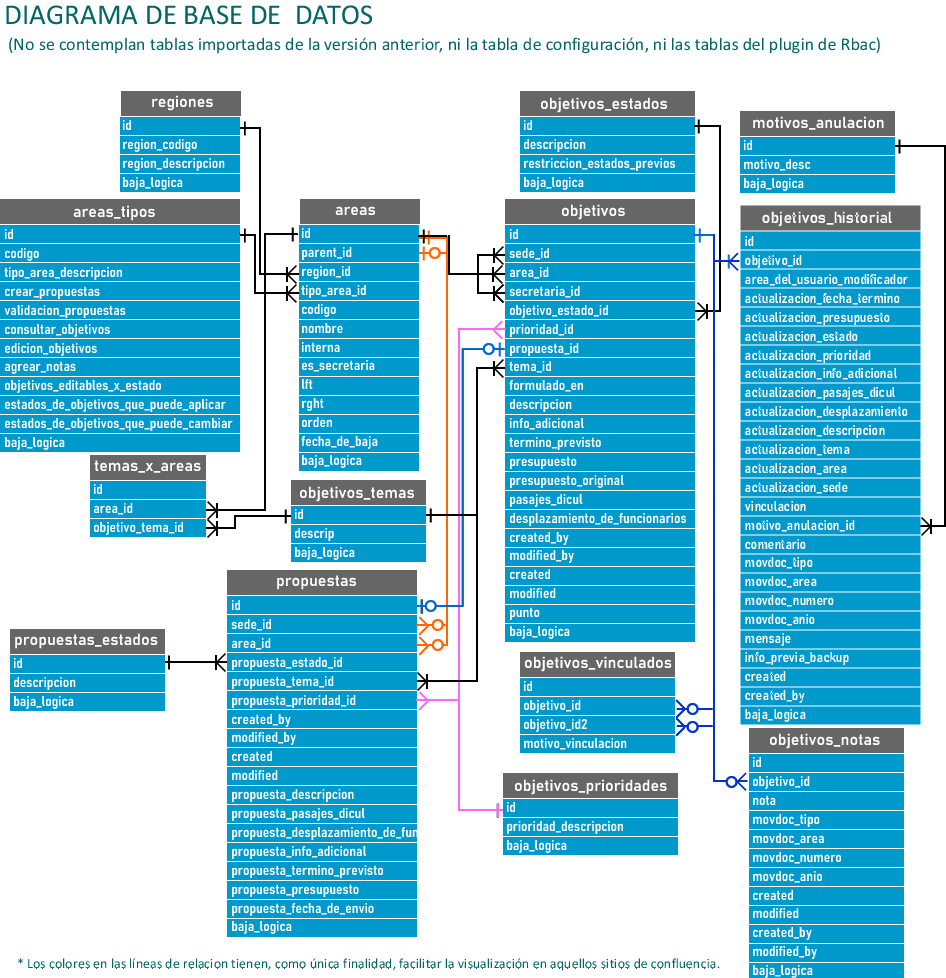 DIAGRAMA DE BASE DE DATOS
(No se contemplan tablas importadas de la versión anterior, ni la tabla de configuración, ni las tablas del plugin de Rbac)
regiones
id
region_codigo
region_descripcion
baja_logica
areas_tipos
id
codigo
tipo_area_descripcion
crear_propuestas
validacion_propuestas
consultar_objetivos
edicion_objetivos
agrear_notas
objetivos_editables_x_estado
estados_de_objetivos_que_puede_aplicar
estados_de_objetivos_que_puede_cambiar
baja_logica
temas_x_areas
id
area_id
objetivo_tema_id
areas
id
parent_id
region_id
tipo_area_id
codigo
nombre
interna
es_secretaria
lft
rght
orden
fecha_de_baja
baja_logica
objetivos_temas
id
descrip
baja_logica
propuestas_estados
id
descripcion
baja_logica
propuestas
id
sede_id
area_id
propuesta_estado_id
propuesta_tema_id
propuesta_prioridad_id
created_by
modified_by
created
modified
propuesta_descripcion
propuesta_pasajes_dicul
propuesta_desplazamiento_de_fun
propuesta_info_adicional
propuesta_termino_previsto
propuesta_presupuesto
propuesta_fecha_de_envio
baja_logica
objetivos_estados
id
descripcion
restriccion_estados_previos
baja_logica
objetivos
id
sede_id
area_id
secretaria_id
objetivo_estado_id
prioridad_id
propuesta_id
tema_id
formulado_en
descripcion
info_adicional
termino_previsto
presupuesto
presupuesto_original
pasajes_dicul
desplazamiento_de_funcionarios
created_by
modified_by
created
modified
punto
baja_logica
objetivos_vinculados
id
objetivo_id
objetivo_id2
motivo_vinculacion
objetivos_prioridades
id
prioridad_descripcion
baja_logica
motivos_anulacion
id
motivo_desc
baja_logica
objetivos_historial
id
objetivo_id
area_del_usuario_modificador
actualizacion_fecha_termino
actualizacion_presupuesto
actualizacion_estado
actualizacion_prioridad
actualizacion_info_adicional
actualizacion_pasajes_dicul
actualizacion_desplazamiento
actualizacion_descripcion
actualizacion_tema
actualizacion_area
actualizacion_sede
vinculacion
motivo_anulacion_id
comentario
movdoc_tipo
movdoc_area
movdoc_numero
movdoc_anio
mensaje
info_previa_backup
created
created_by
baja_logica
objetivos_notas
id
objetivo_id
nota
movdoc_tipo
movdoc_area
movdoc_numero
movdoc_anio
created
modified
created_by
modified_by
baja_logica
* Los colores en las líneas de relacion tienen, como única finalidad, facilitar la visualización en aquellos sitios de confluencia.